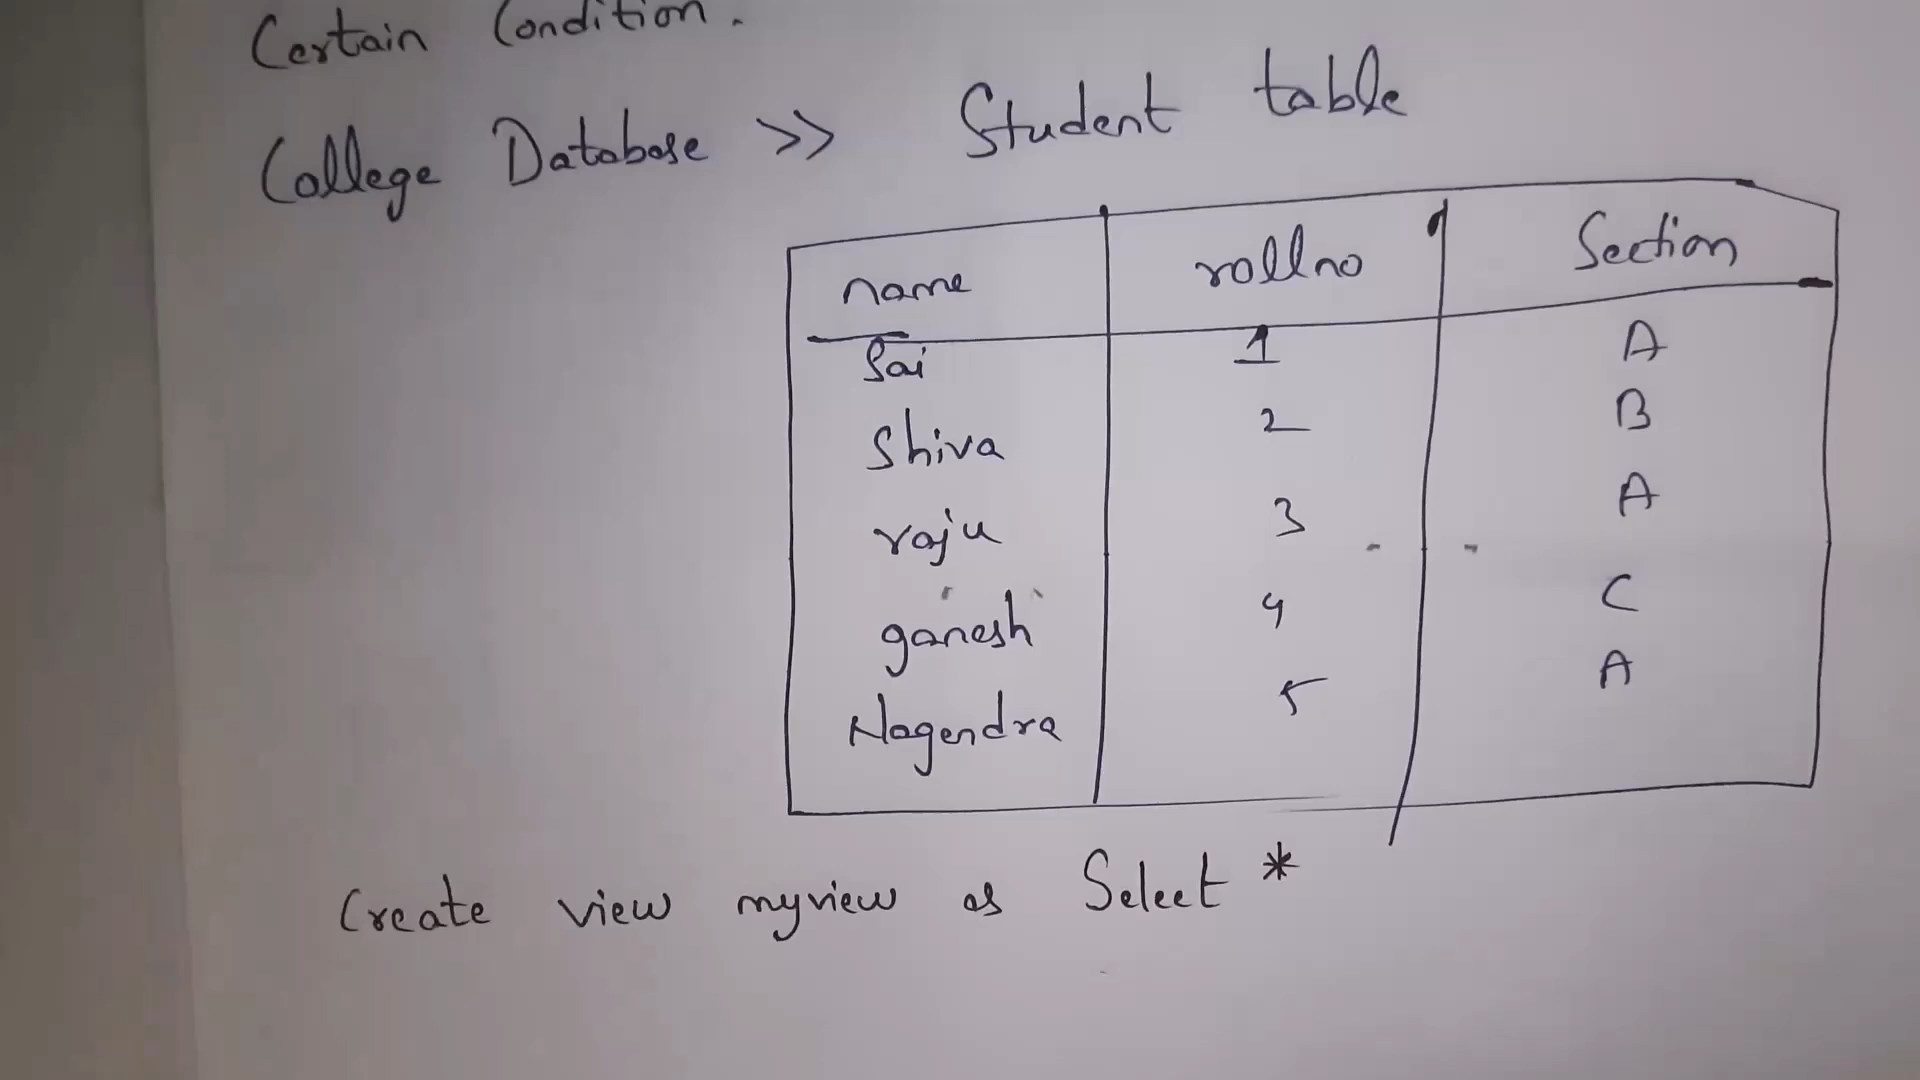 Certain Condition.
College Database >> Student table
name rollno Section
Sai 1 A
Shiva 2 B
raju 3 A
ganesh 4 C
Nagendra 5 A
Create view myview as Select *